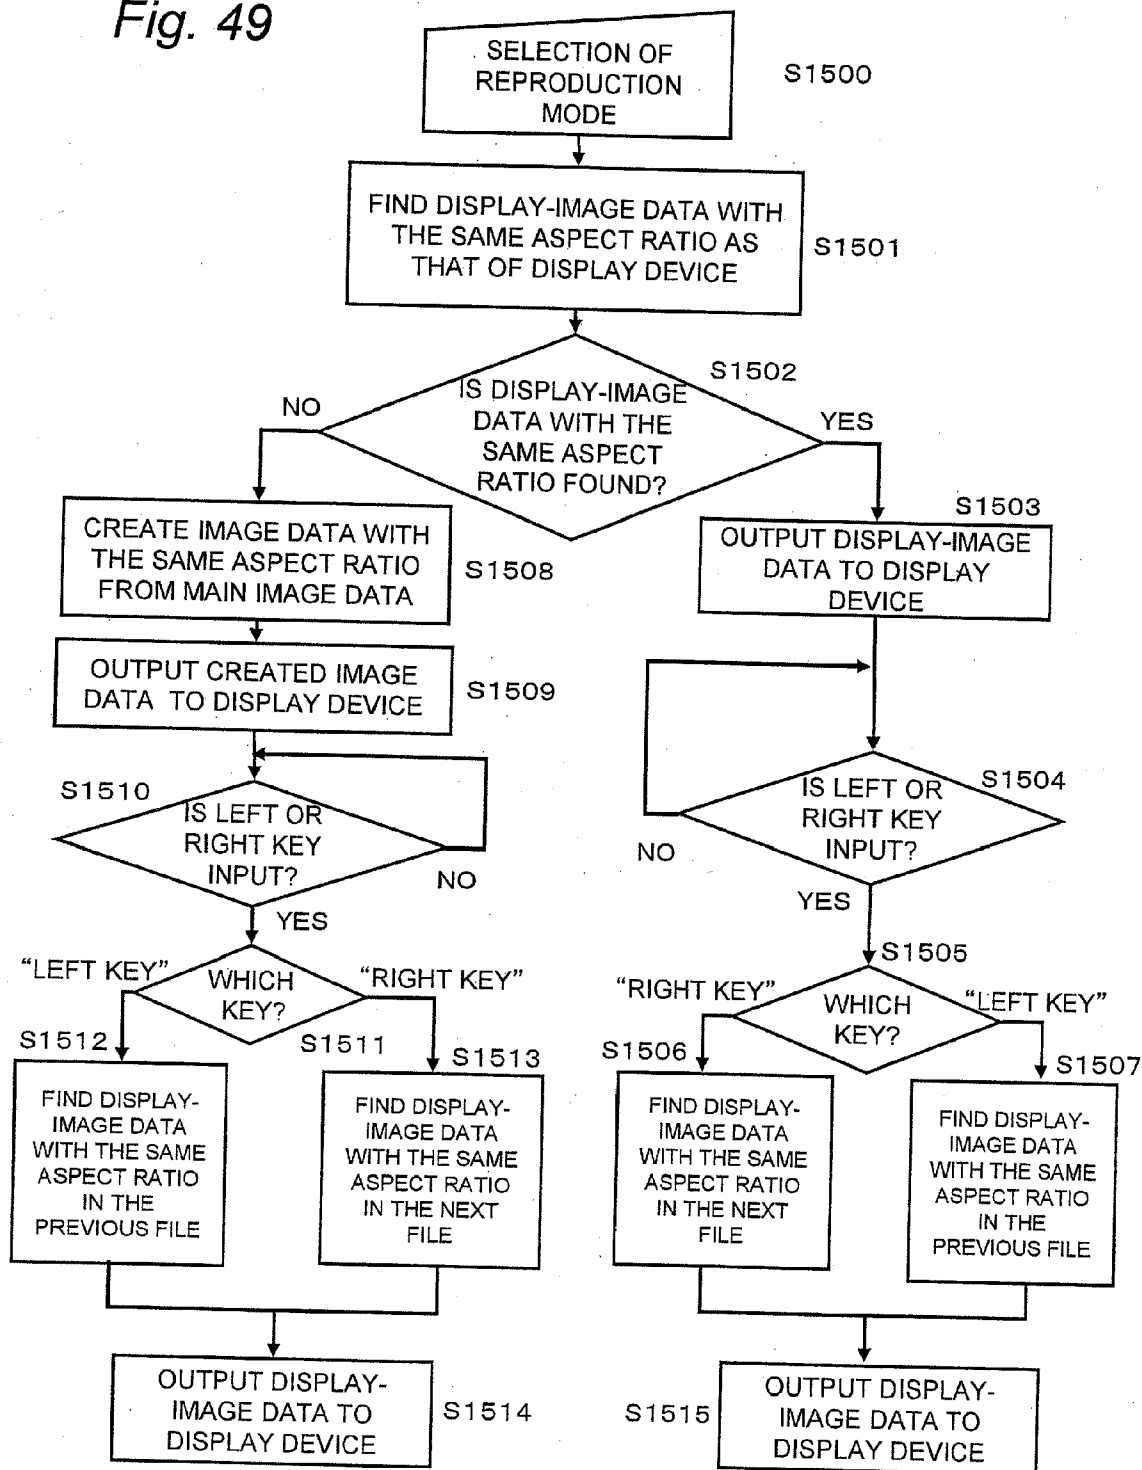 Fig. 49
SELECTION OF
REPRODUCTION
MODE
S1500
FIND DISPLAY-IMAGE DATA WITH
THE SAME ASPECT RATIO AS
THAT OF DISPLAY DEVICE
S1501
S1502
IS DISPLAY-IMAGE
DATA WITH THE
SAME ASPECT
RATIO FOUND?
NO
YES
CREATE IMAGE DATA WITH
THE SAME ASPECT RATIO
FROM MAIN IMAGE DATA
S1508
S1503
OUTPUT DISPLAY-IMAGE
DATA TO DISPLAY
DEVICE
OUTPUT CREATED IMAGE
DATA TO DISPLAY DEVICE
S1509
S1510
IS LEFT OR
RIGHT KEY
INPUT?
NO
YES
S1504
IS LEFT OR
RIGHT KEY
INPUT?
NO
YES
"LEFT KEY"
WHICH
KEY?
"RIGHT KEY"
S1511
S1505
"RIGHT KEY"
WHICH
KEY?
"LEFT KEY"
S1512
FIND DISPLAY-
IMAGE DATA
WITH THE SAME
ASPECT RATIO
IN THE
PREVIOUS FILE
S1513
FIND DISPLAY-
IMAGE DATA
WITH THE SAME
ASPECT RATIO
IN THE NEXT
FILE
S1506
FIND DISPLAY-
IMAGE DATA
WITH THE SAME
ASPECT RATIO
IN THE NEXT
FILE
S1507
FIND DISPLAY-
IMAGE DATA
WITH THE SAME
ASPECT RATIO
IN THE
PREVIOUS FILE
OUTPUT DISPLAY-
IMAGE DATA TO
DISPLAY DEVICE
S1514
S1515
OUTPUT DISPLAY-
IMAGE DATA TO
DISPLAY DEVICE